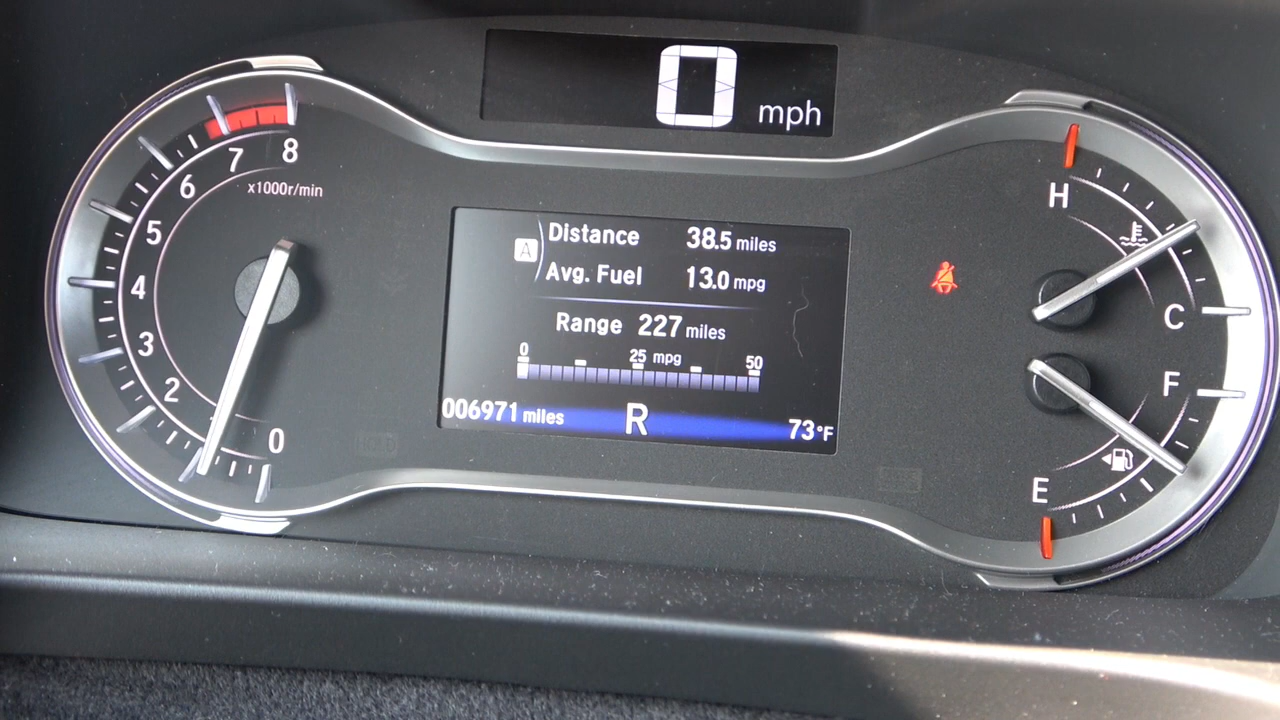 0 mph
8
7
6
x1000r/min
5
4
3
2
0
A
Distance 38.5 miles
Avg. Fuel 13.0 mpg
Range 227 miles
0 25 mpg 50
006971 miles R 73°F
H
C
F
E